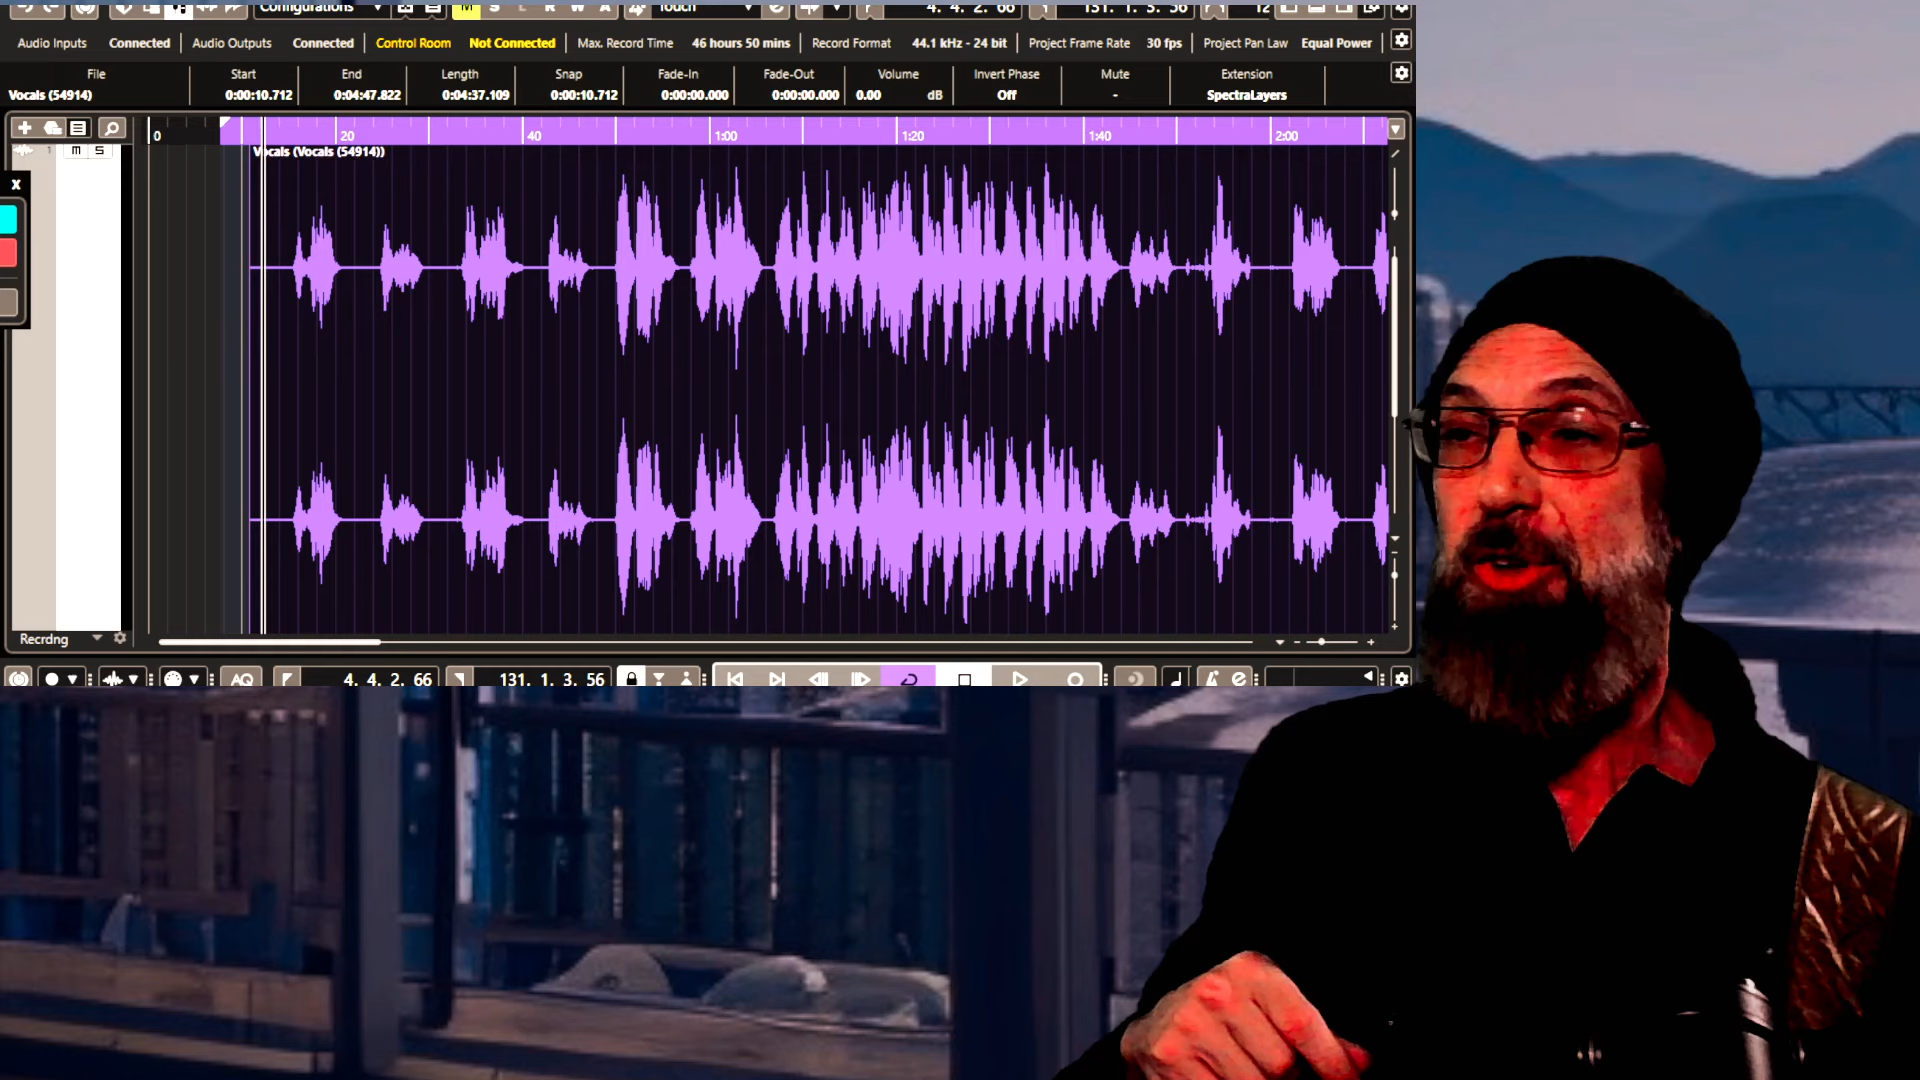 Configurations M S L R W A Touch 4. 4. 2. 66 131. 1. 3. 56 12
Audio Inputs Connected Audio Outputs Connected Control Room Not Connected Max. Record Time 46 hours 50 mins Record Format 44.1 kHz - 24 bit Project Frame Rate 30 fps Project Pan Law Equal Power
File Start End Length Snap Fade-In Fade-Out Volume Invert Phase Mute Extension
Vocals (54914) 0:00:10.712 0:04:47.822 0:04:37.109 0:00:10.712 0:00:00.000 0:00:00.000 0.00 dB Off - SpectraLayers
0 20 40 1:00 1:20 1:40 2:00
1 m S Vocals (Vocals (54914))
x
Recrdng
AQ 4. 4. 2. 66 131. 1. 3. 56